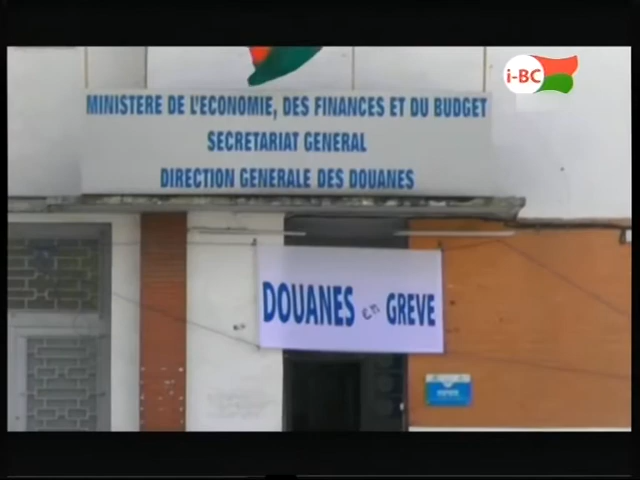 i-BC
MINISTERE DE L'ECONOMIE, DES FINANCES ET DU BUDGET
SECRETARIAT GENERAL
DIRECTION GENERALE DES DOUANES
DOUANES en GREVE